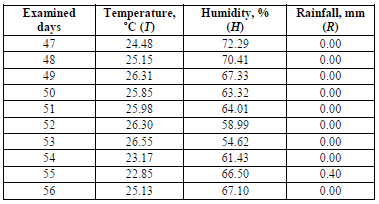 Examined days Temperature, °C (T) Humidity, % (H) Rainfall, mm (R)
47 24.48 72.29 0.00
48 25.15 70.41 0.00
49 26.31 67.33 0.00
50 25.85 63.32 0.00
51 25.98 64.01 0.00
52 26.30 58.99 0.00
53 26.55 54.62 0.00
54 23.17 61.43 0.00
55 22.85 66.50 0.40
56 25.13 67.10 0.00